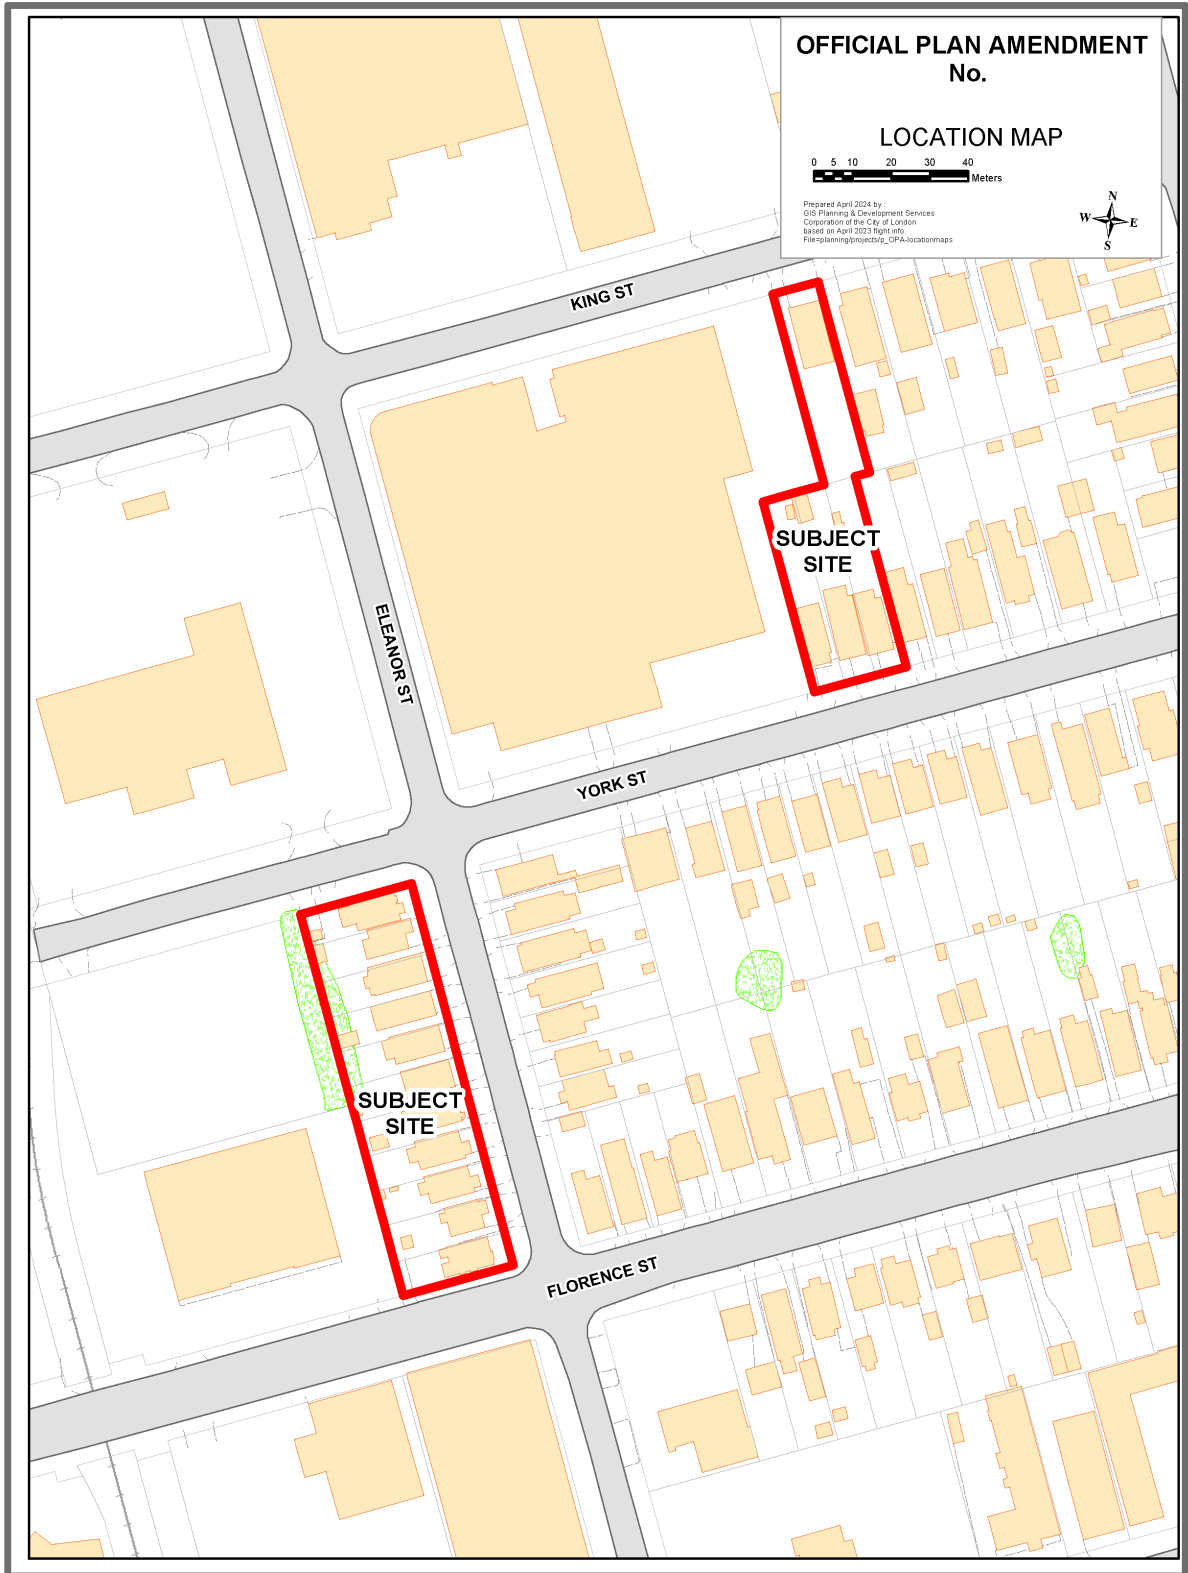 OFFICIAL PLAN AMENDMENT
No.
LOCATION MAP
0 5 10 20 30 40
Meters
Prepared April 2024 by :
GIS Planning & Development Services
Corporation of the City of London
based on April 2023 flight info.
File=planning/projects/p_OPA-locationmaps
N
W E
S
KING ST
SUBJECT
SITE
ELEANOR ST
YORK ST
SUBJECT
SITE
FLORENCE ST